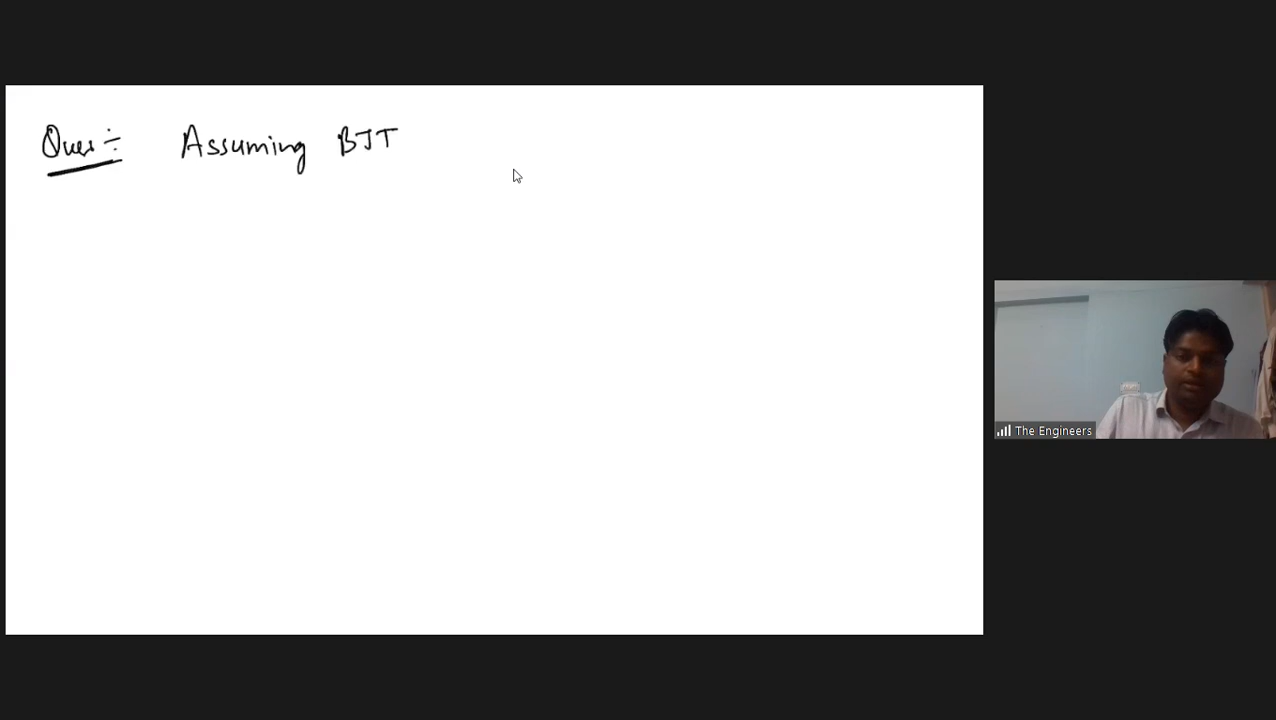 Ques :- Assuming BJT
The Engineers